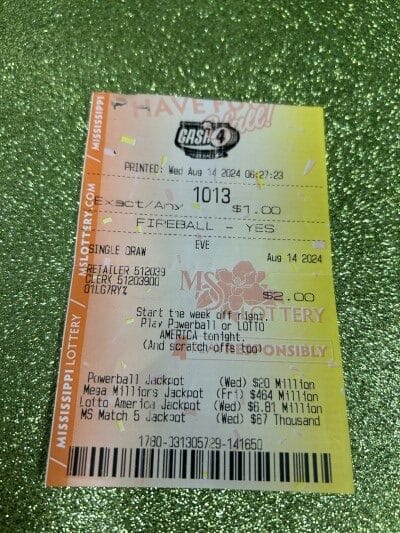 HAVE FUN
Y'all!
CASH 4
PRINTED: Wed Aug 14 2024 06:27:23
1013
Exact/Any $1.00
FIREBALL - YES
EVE
SINGLE DRAW Aug 14 2024
RETAILER 512039
CLERK 51203900
$2.00
MS LOTTERY
Start the week off right.
Play Powerball or LOTTO
AMERICA tonight.
(And scratch-offs too)
RESPONSIBLY
Powerball Jackpot (Wed) $20 Million
Mega Millions Jackpot (Fri) $464 Million
Lotto America Jackpot (Wed) $6.81 Million
MS Match 5 Jackpot (Wed) $67 Thousand
1780-331305729-141650
MISSISSIPPI LOTTERY / MSLOTTERY.COM / MISSISSIPPI